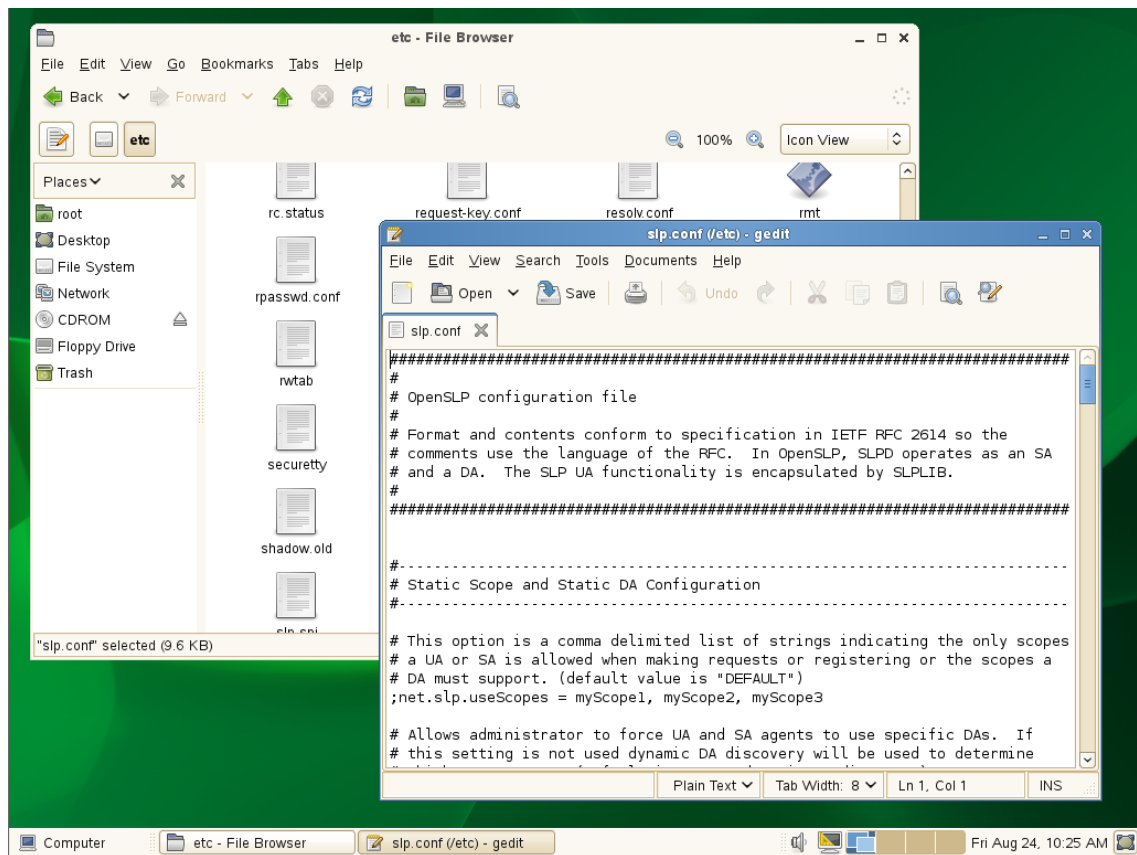 etc - File Browser
File Edit View Go Bookmarks Tabs Help
Back Forward
etc 100% Icon View
Places
root
Desktop
File System
Network
CDROM
Floppy Drive
Trash
rc.status request-key.conf resolv.conf rmt
rpasswd.conf
rwtab
securetty
shadow.old
slp.spi
"slp.conf" selected (9.6 KB)
slp.conf (/etc) - gedit
File Edit View Search Tools Documents Help
Open Save Undo
slp.conf
#############################################################################
#
# OpenSLP configuration file
#
# Format and contents conform to specification in IETF RFC 2614 so the
# comments use the language of the RFC.  In OpenSLP, SLPD operates as an SA
# and a DA.  The SLP UA functionality is encapsulated by SLPLIB.
#
#############################################################################
#----------------------------------------------------------------------------
# Static Scope and Static DA Configuration
#----------------------------------------------------------------------------
# This option is a comma delimited list of strings indicating the only scopes
# a UA or SA is allowed when making requests or registering or the scopes a
# DA must support. (default value is "DEFAULT")
;net.slp.useScopes = myScope1, myScope2, myScope3
# Allows administrator to force UA and SA agents to use specific DAs.  If
# this setting is not used dynamic DA discovery will be used to determine
Plain Text Tab Width: 8 Ln 1, Col 1 INS
Computer etc - File Browser slp.conf (/etc) - gedit Fri Aug 24, 10:25 AM